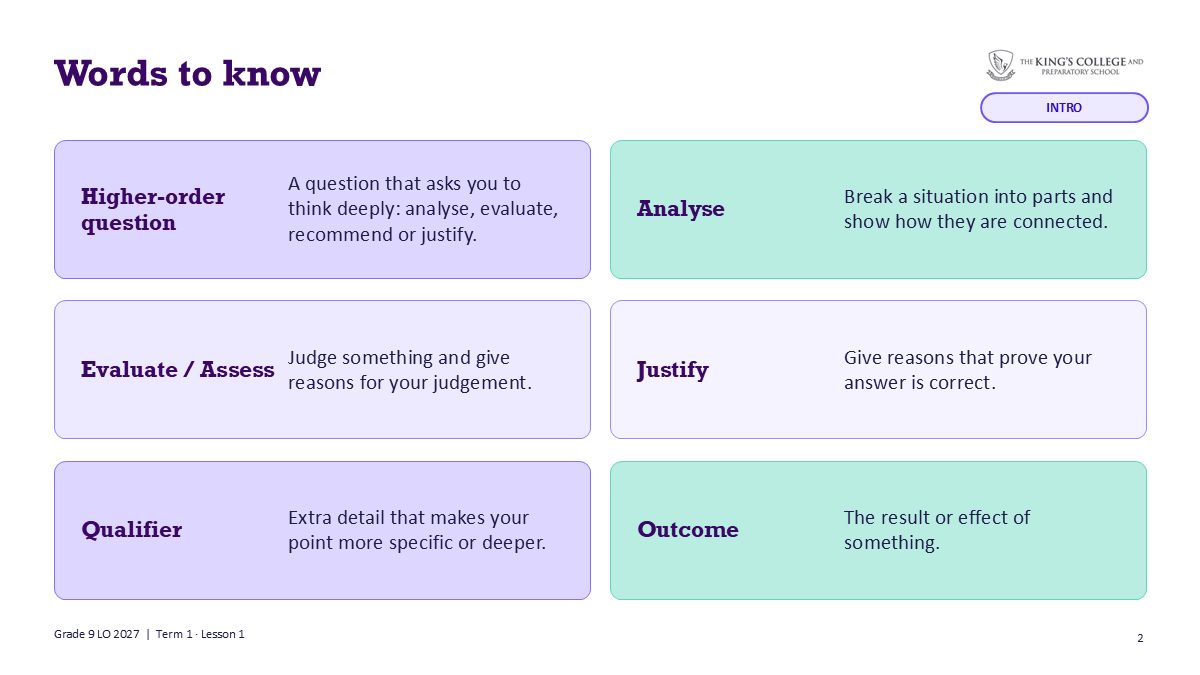 Words to know
THE KING'S COLLEGE AND
PREPARATORY SCHOOL
INTRO
Higher-order
question
A question that asks you to
think deeply: analyse, evaluate,
recommend or justify.
Analyse
Break a situation into parts and
show how they are connected.
Evaluate / Assess
Judge something and give
reasons for your judgement.
Justify
Give reasons that prove your
answer is correct.
Qualifier
Extra detail that makes your
point more specific or deeper.
Outcome
The result or effect of
something.
Grade 9 LO 2027 | Term 1 · Lesson 1
2